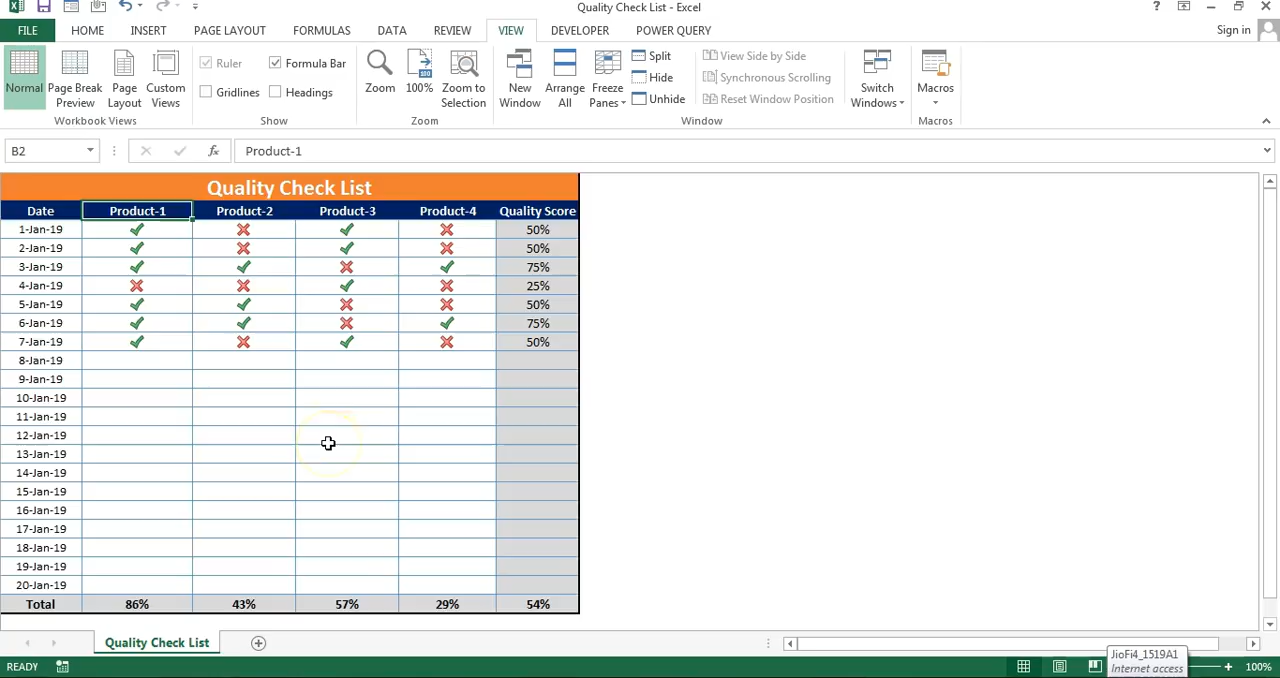 Quality Check List - Excel
?
FILE HOME INSERT PAGE LAYOUT FORMULAS DATA REVIEW VIEW DEVELOPER POWER QUERY Sign in
Normal Page Break Preview Page Layout Custom Views
Workbook Views
Ruler Formula Bar
Gridlines Headings
Show
Zoom 100% Zoom to Selection
100
Zoom
New Window Arrange All Freeze Panes
Split
Hide
Unhide
View Side by Side
Synchronous Scrolling
Reset Window Position
Window
Switch Windows
Macros
Macros
B2 fx Product-1
Quality Check List
Date Product-1 Product-2 Product-3 Product-4 Quality Score
1-Jan-19 ✔ ✖ ✔ ✖ 50%
2-Jan-19 ✔ ✖ ✔ ✖ 50%
3-Jan-19 ✔ ✔ ✖ ✔ 75%
4-Jan-19 ✖ ✖ ✔ ✖ 25%
5-Jan-19 ✔ ✔ ✖ ✖ 50%
6-Jan-19 ✔ ✔ ✖ ✔ 75%
7-Jan-19 ✔ ✖ ✔ ✖ 50%
8-Jan-19
9-Jan-19
10-Jan-19
11-Jan-19
12-Jan-19
13-Jan-19
14-Jan-19
15-Jan-19
16-Jan-19
17-Jan-19
18-Jan-19
19-Jan-19
20-Jan-19
Total 86% 43% 57% 29% 54%
Quality Check List
JioFi4_1519A1
Internet access
READY 100%